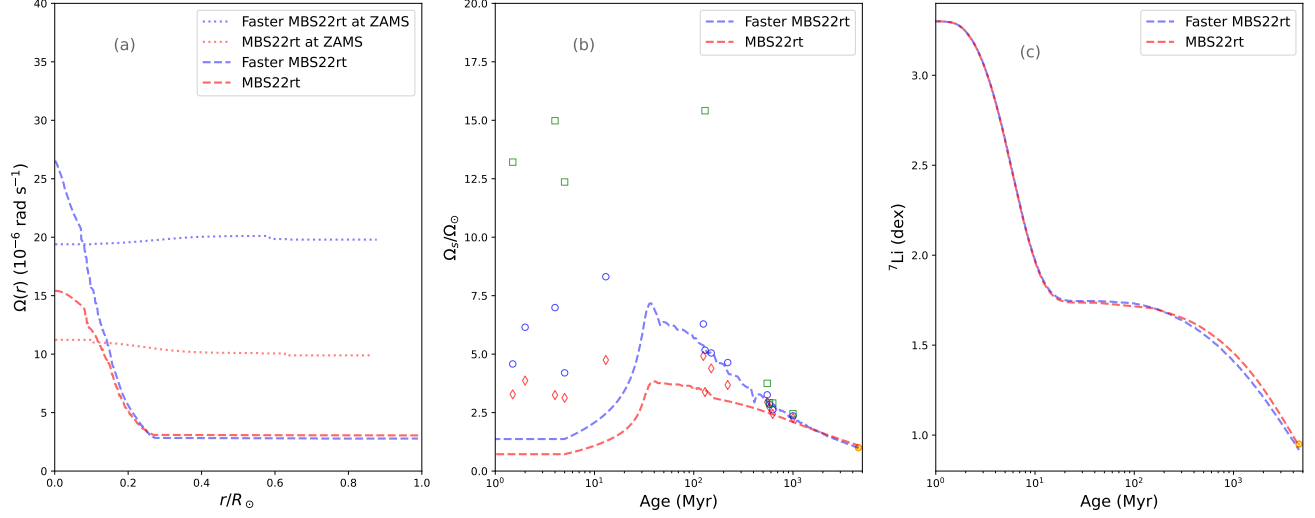 (a)
Faster MBS22rt at ZAMS
MBS22rt at ZAMS
Faster MBS22rt
MBS22rt
40
35
30
25
20
15
10
5
0
Ω(r) (10⁻⁶ rad s⁻¹)
0.0 0.2 0.4 0.6 0.8 1.0
r/R☉
(b)
Faster MBS22rt
MBS22rt
20.0
17.5
15.0
12.5
10.0
7.5
5.0
2.5
0.0
Ωₛ/Ω☉
10⁰ 10¹ 10² 10³
Age (Myr)
(c)
Faster MBS22rt
MBS22rt
3.0
2.5
2.0
1.5
1.0
⁷Li (dex)
10⁰ 10¹ 10² 10³
Age (Myr)